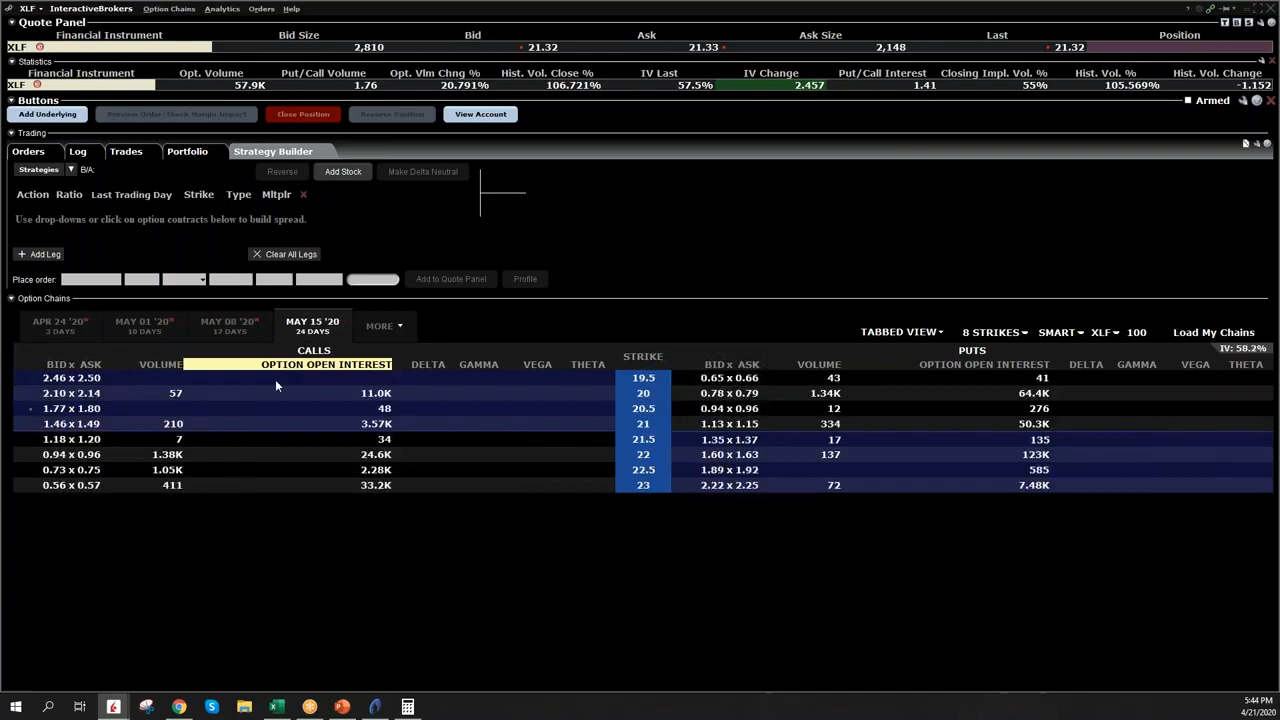 XLF InteractiveBrokers Option Chains Analytics Orders Help
Quote Panel T B S
Financial Instrument Bid Size Bid Ask Ask Size Last Position
XLF 2,810 21.32 21.33 2,148 21.32
Statistics
Financial Instrument Opt. Volume Put/Call Volume Opt. Vlm Chng % Hist. Vol. Close % IV Last IV Change Put/Call Interest Closing Impl. Vol. % Hist. Vol. % Hist. Vol. Change
XLF 57.9K 1.76 20.791% 106.721% 57.5% 2.457 1.41 55% 105.569% -1.152
Buttons Armed
Add Underlying Preview Order/Check Margin Impact Close Position Reverse Position View Account
Trading
Orders Log Trades Portfolio Strategy Builder
Strategies B/A: Reverse Add Stock Make Delta Neutral
Action Ratio Last Trading Day Strike Type Mltplr X
Use drop-downs or click on option contracts below to build spread.
+ Add Leg X Clear All Legs
Place order: Add to Quote Panel Profile
Option Chains
APR 24 '20 MAY 01 '20 MAY 08 '20 MAY 15 '20 MORE TABBED VIEW 8 STRIKES SMART XLF 100 Load My Chains
3 DAYS 10 DAYS 17 DAYS 24 DAYS
CALLS STRIKE PUTS IV: 58.2%
BID x ASK VOLUME OPTION OPEN INTEREST DELTA GAMMA VEGA THETA BID x ASK VOLUME OPTION OPEN INTEREST DELTA GAMMA VEGA THETA
2.46 x 2.50 19.5 0.65 x 0.66 43 41
2.10 x 2.14 57 11.0K 20 0.78 x 0.79 1.34K 64.4K
1.77 x 1.80 48 20.5 0.94 x 0.96 12 276
1.46 x 1.49 210 3.57K 21 1.13 x 1.15 334 50.3K
1.18 x 1.20 7 34 21.5 1.35 x 1.37 17 135
0.94 x 0.96 1.38K 24.6K 22 1.60 x 1.63 137 123K
0.73 x 0.75 1.05K 2.28K 22.5 1.89 x 1.92 585
0.56 x 0.57 411 33.2K 23 2.22 x 2.25 72 7.48K
5:44 PM
4/21/2020